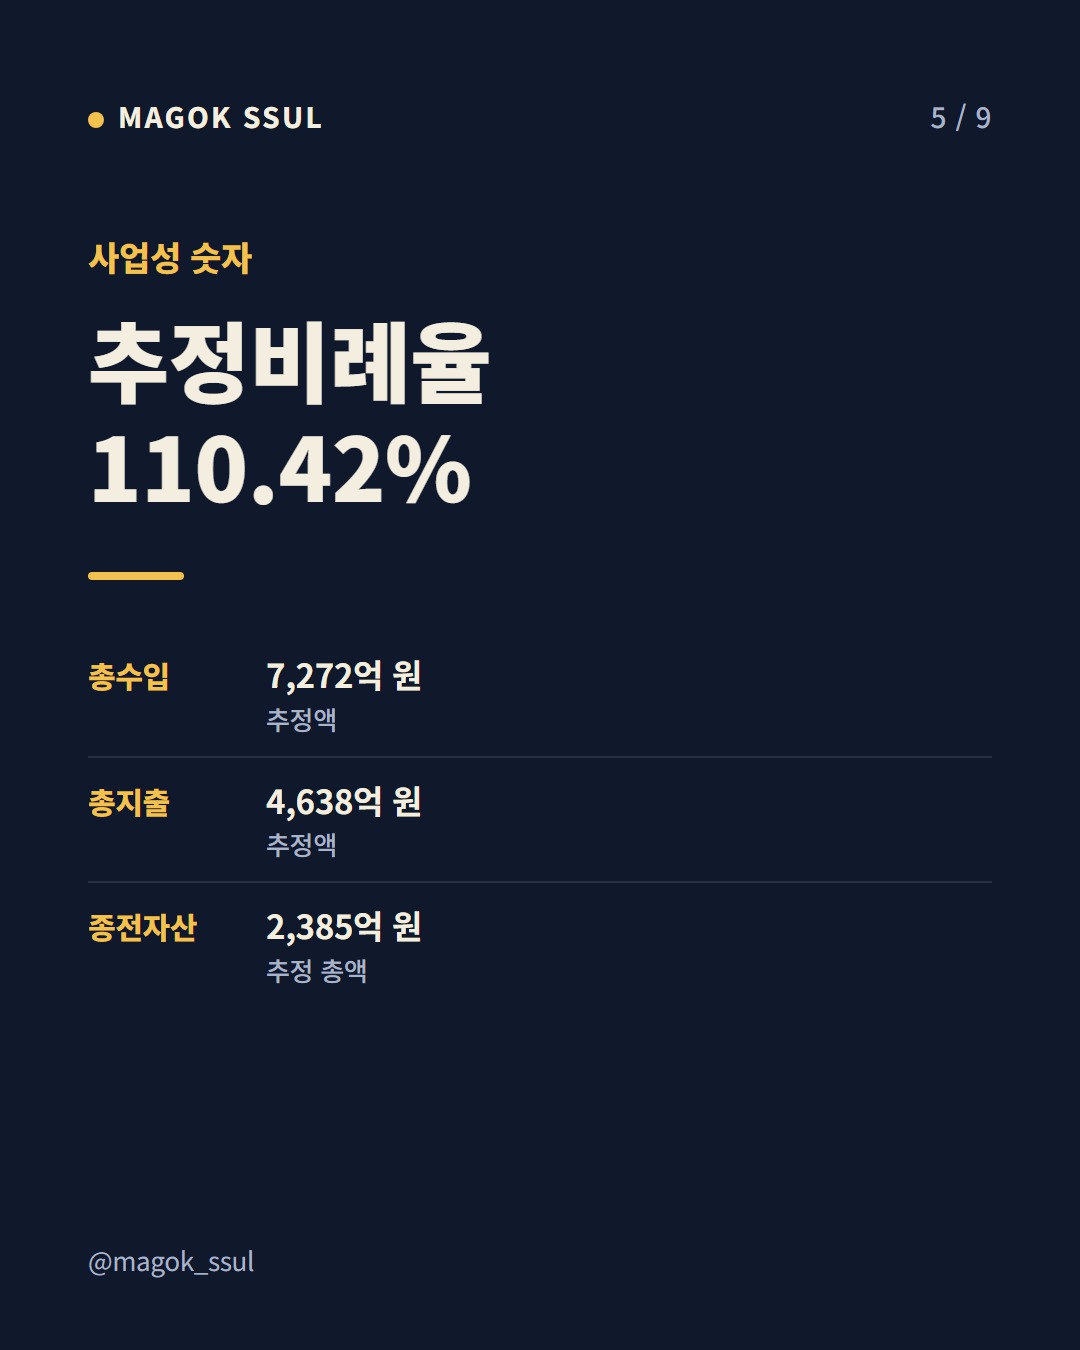 MAGOK SSUL
5 / 9
사업성 숫자
추정비례율
110.42%
총수입 7,272억 원
추정액
총지출 4,638억 원
추정액
종전자산 2,385억 원
추정 총액
@magok_ssul